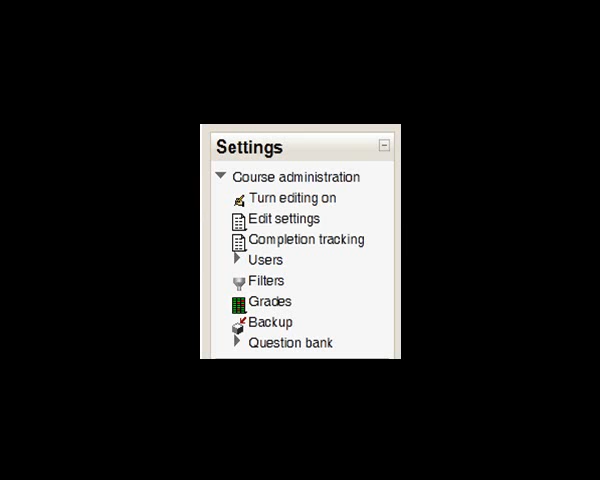 Settings
Course administration
Turn editing on
Edit settings
Completion tracking
Users
Filters
Grades
Backup
Question bank